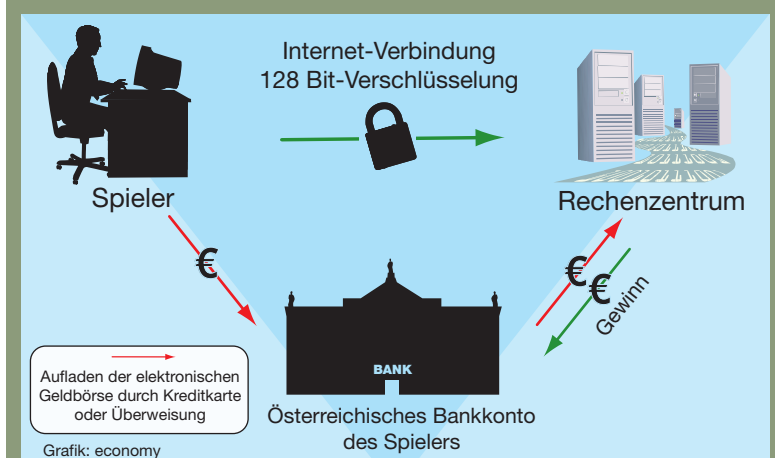 Internet-Verbindung
128 Bit-Verschlüsselung
Spieler
Rechenzentrum
€
€
€
Gewinn
BANK
Aufladen der elektronischen
Geldbörse durch Kreditkarte
oder Überweisung
Österreichisches Bankkonto
des Spielers
Grafik: economy